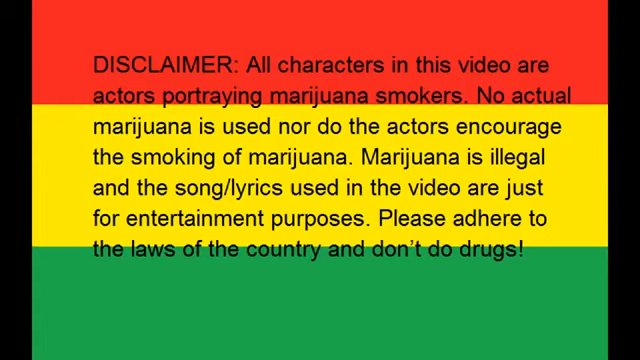 DISCLAIMER: All characters in this video are
actors portraying marijuana smokers. No actual
marijuana is used nor do the actors encourage
the smoking of marijuana. Marijuana is illegal
and the song/lyrics used in the video are just
for entertainment purposes. Please adhere to
the laws of the country and don’t do drugs!